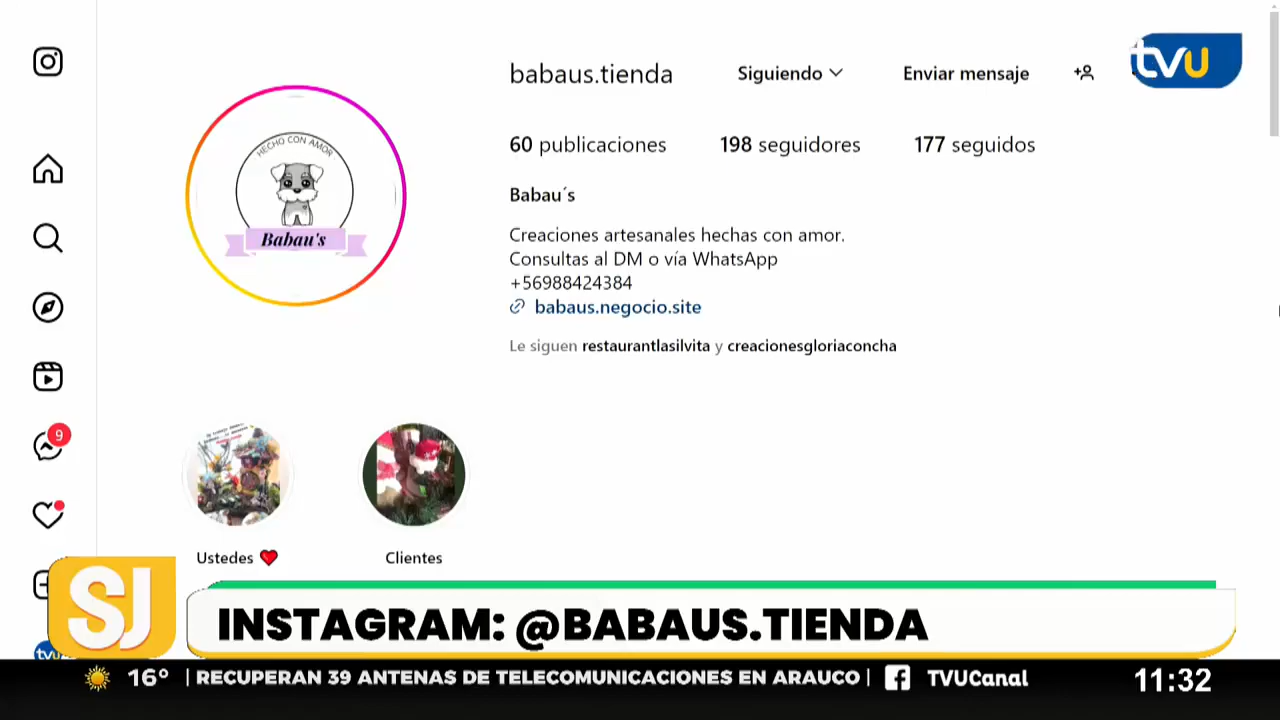 babaus.tienda
Siguiendo
Enviar mensaje
tvu
60 publicaciones
198 seguidores
177 seguidos
HECHO CON AMOR
Babau's
Babau´s
Creaciones artesanales hechas con amor.
Consultas al DM o vía WhatsApp
+56988424384
babaus.negocio.site
Le siguen restaurantlasilvita y creacionesgloriaconcha
9
Ustedes ❤️
Clientes
SJ
INSTAGRAM: @BABAUS.TIENDA
tvu
16° | RECUPERAN 39 ANTENAS DE TELECOMUNICACIONES EN ARAUCO | TVUCanal
11:32